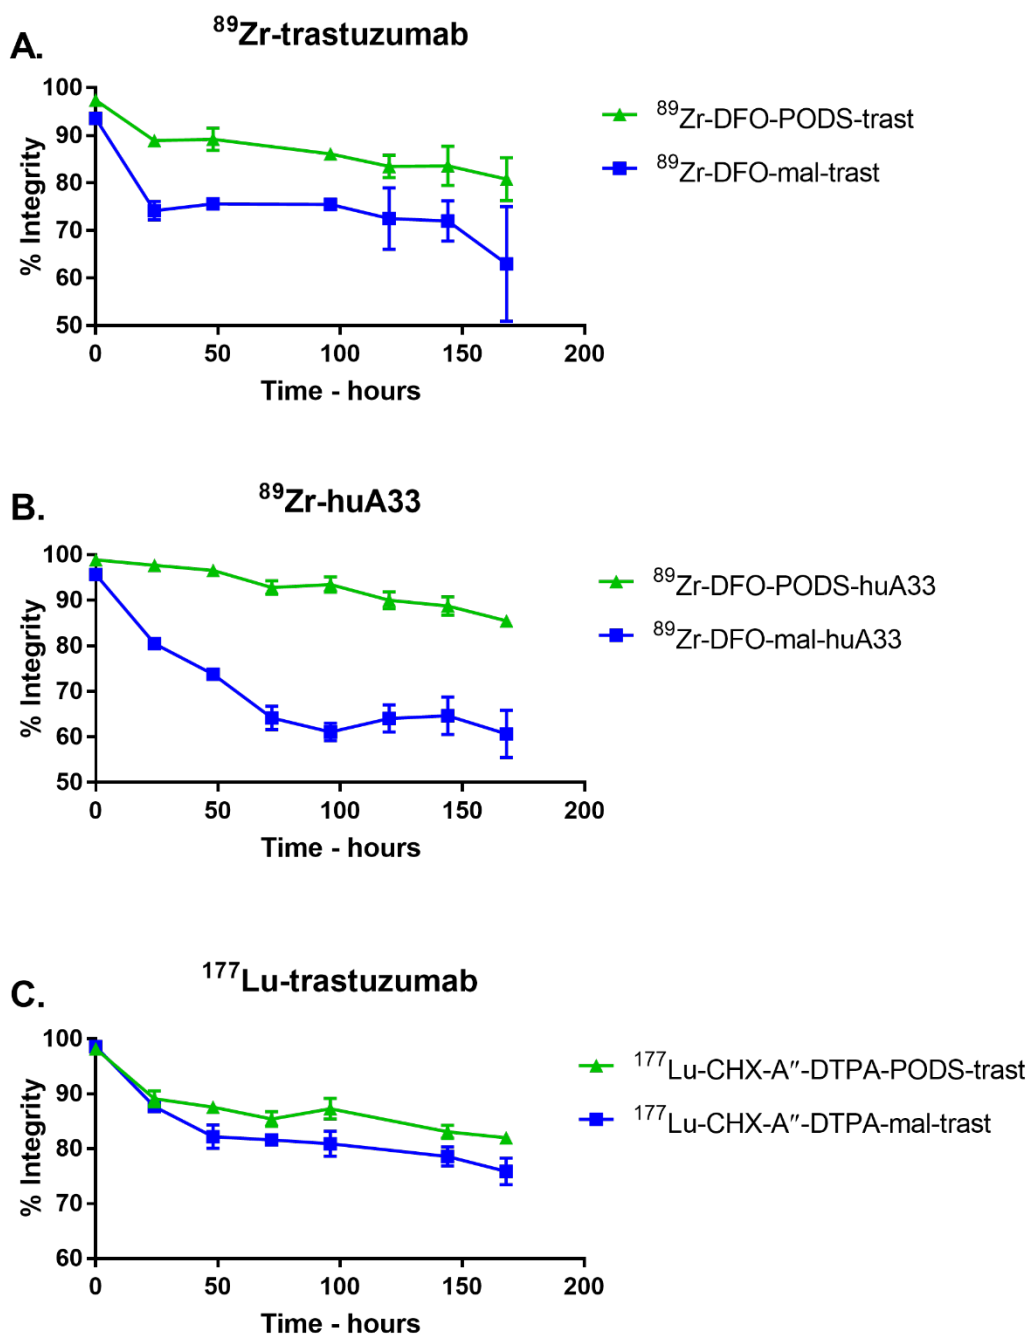 A.
⁸⁹Zr-trastuzumab
100
90
80
70
60
50
% Integrity
0 50 100 150 200
Time - hours
⁸⁹Zr-DFO-PODS-trast
⁸⁹Zr-DFO-mal-trast
B.
⁸⁹Zr-huA33
100
90
80
70
60
50
% Integrity
0 50 100 150 200
Time - hours
⁸⁹Zr-DFO-PODS-huA33
⁸⁹Zr-DFO-mal-huA33
C.
¹⁷⁷Lu-trastuzumab
100
90
80
70
60
% Integrity
0 50 100 150 200
Time - hours
¹⁷⁷Lu-CHX-A″-DTPA-PODS-trast
¹⁷⁷Lu-CHX-A″-DTPA-mal-trast